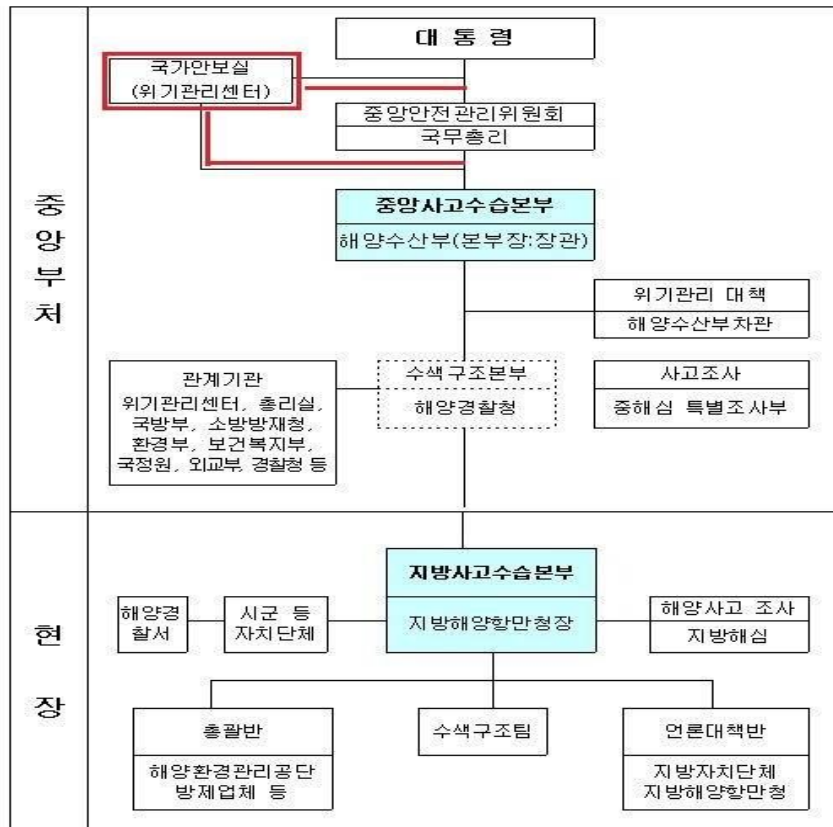 대 통 령
국가안보실
(위기관리센터)
중앙안전관리위원회
국무총리
중앙부처
중앙사고수습본부
해양수산부(본부장:장관)
위기관리 대책
해양수산부차관
관계기관
위기관리센터, 총리실,
국방부, 소방방재청,
환경부, 보건복지부,
국정원, 외교부, 경찰청 등
수색구조본부
해양경찰청
사고조사
중해심 특별조사부
현 장
지방사고수습본부
지방해양항만청장
해양경
찰서
시군 등
자치단체
해양사고 조사
지방해심
총괄반
해양환경관리공단
방제업체 등
수색구조팀
언론대책반
지방자치단체
지방해양항만청